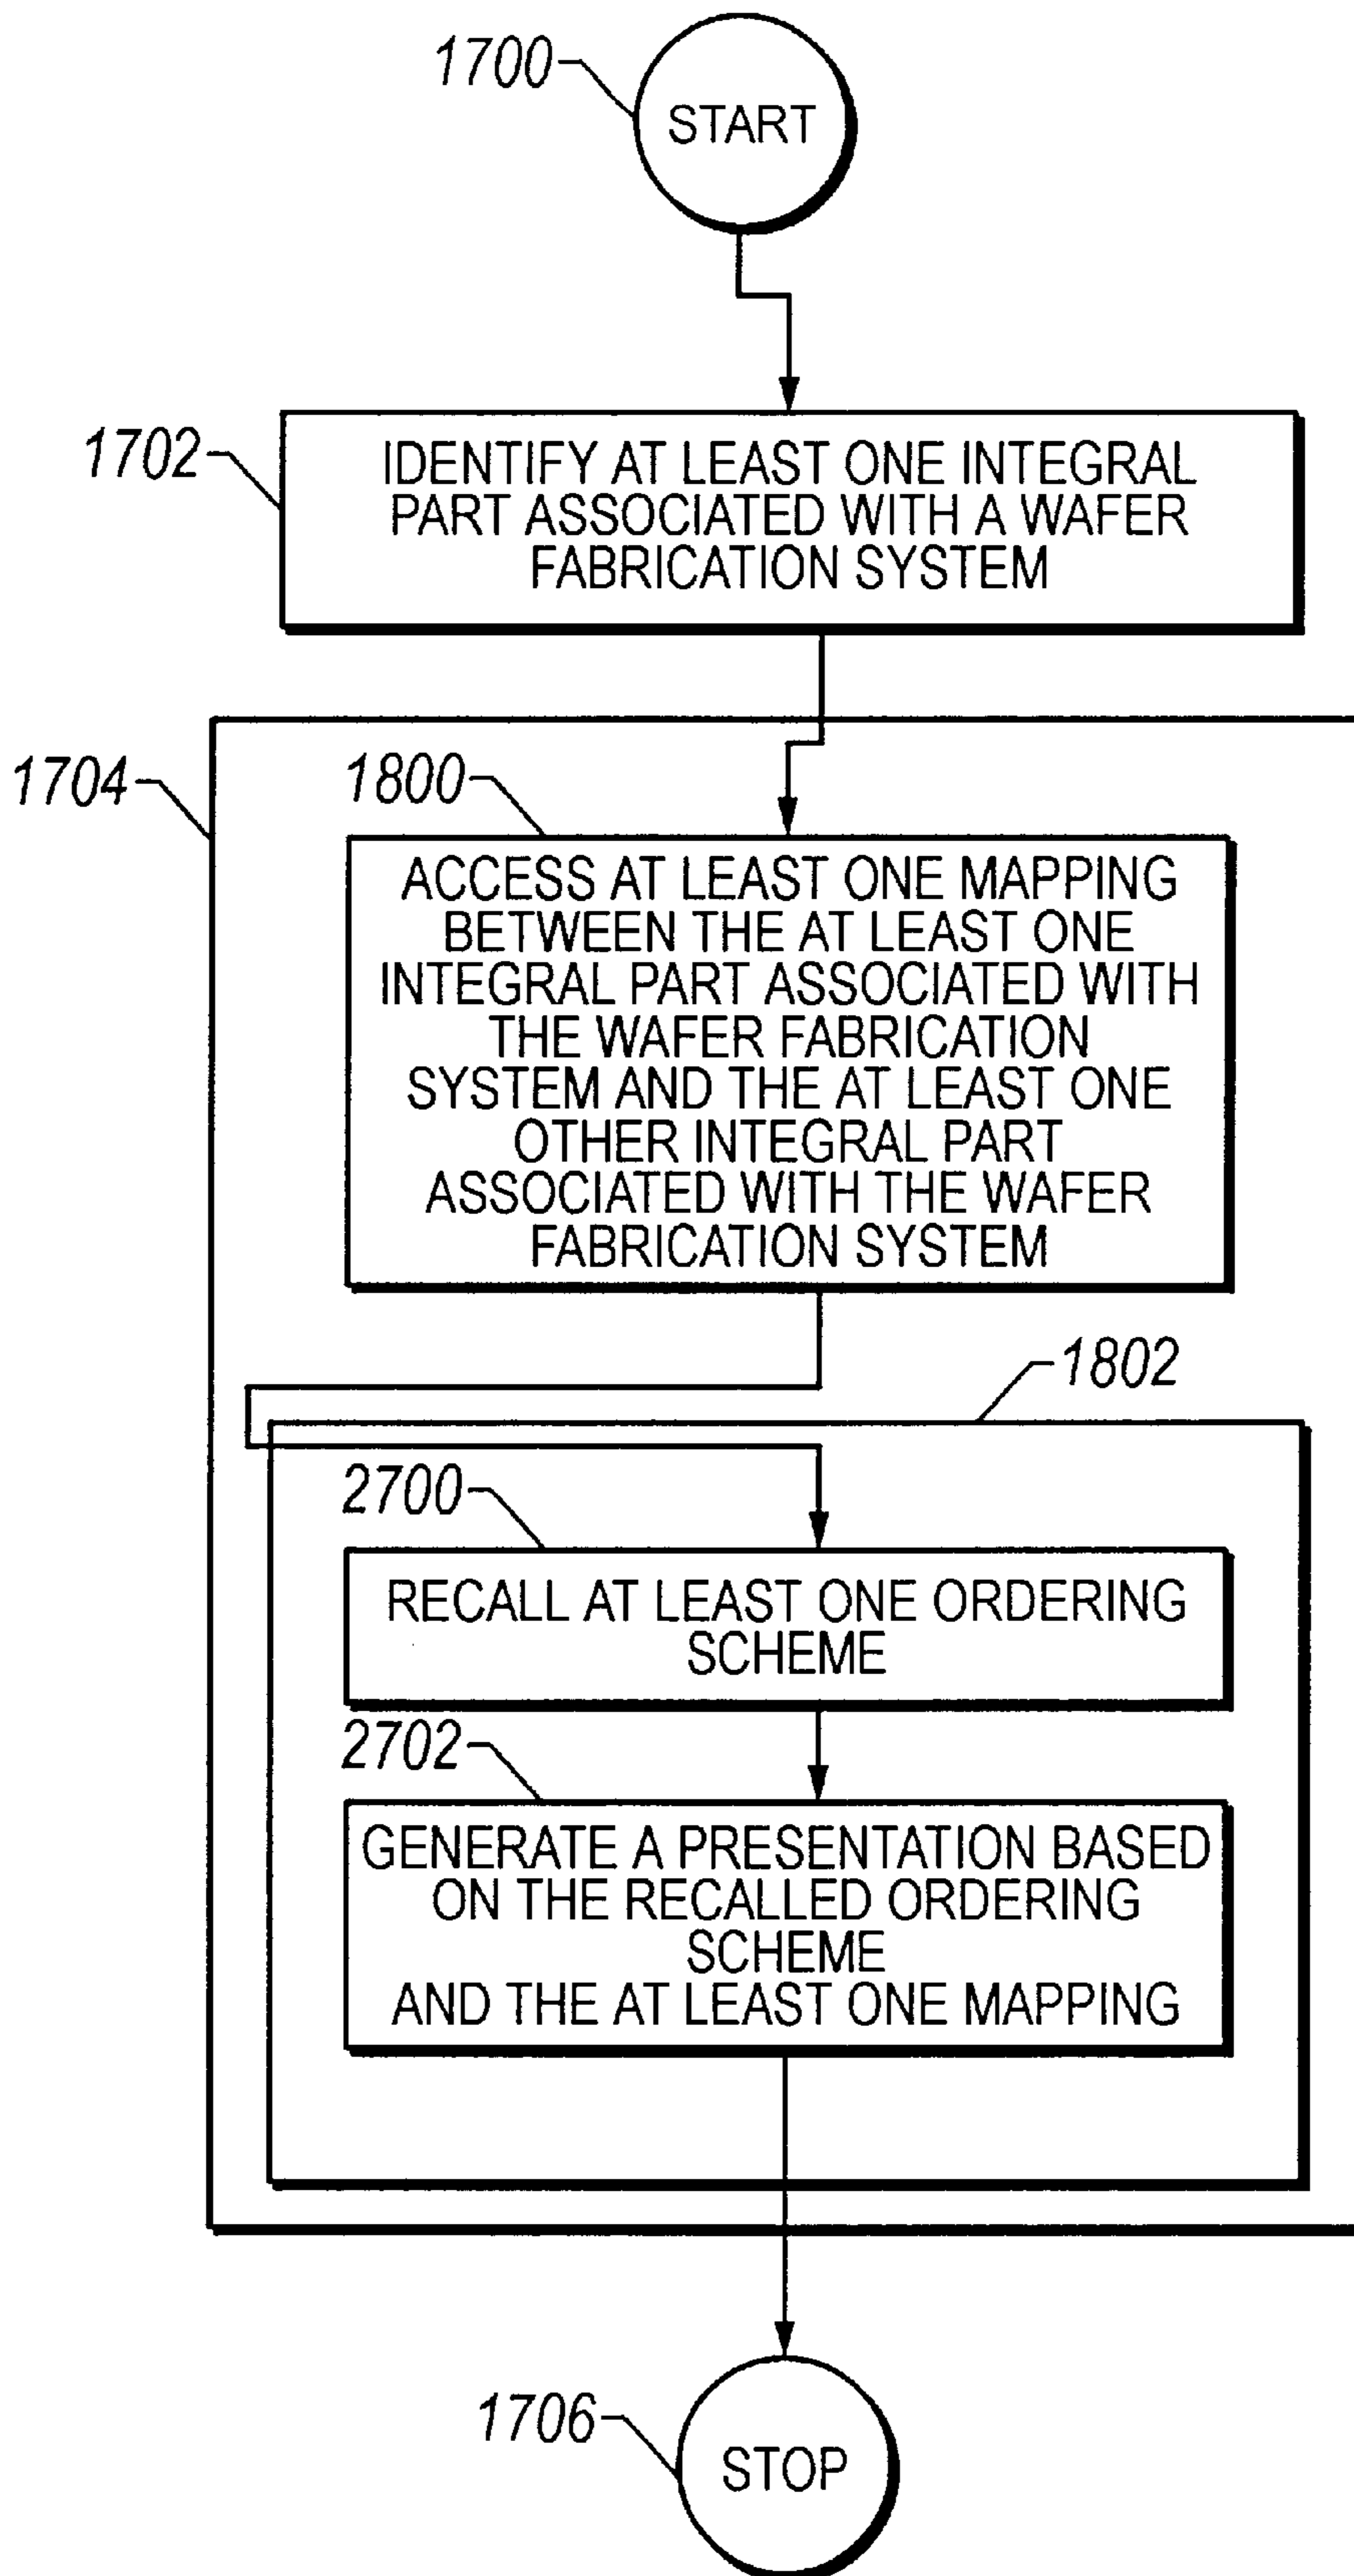 1700
START
1702
IDENTIFY AT LEAST ONE INTEGRAL
PART ASSOCIATED WITH A WAFER
FABRICATION SYSTEM
1704
1800
ACCESS AT LEAST ONE MAPPING
BETWEEN THE AT LEAST ONE
INTEGRAL PART ASSOCIATED WITH
THE WAFER FABRICATION
SYSTEM AND THE AT LEAST ONE
OTHER INTEGRAL PART
ASSOCIATED WITH THE WAFER
FABRICATION SYSTEM
1802
2700
RECALL AT LEAST ONE ORDERING
SCHEME
2702
GENERATE A PRESENTATION BASED
ON THE RECALLED ORDERING
SCHEME
AND THE AT LEAST ONE MAPPING
1706
STOP